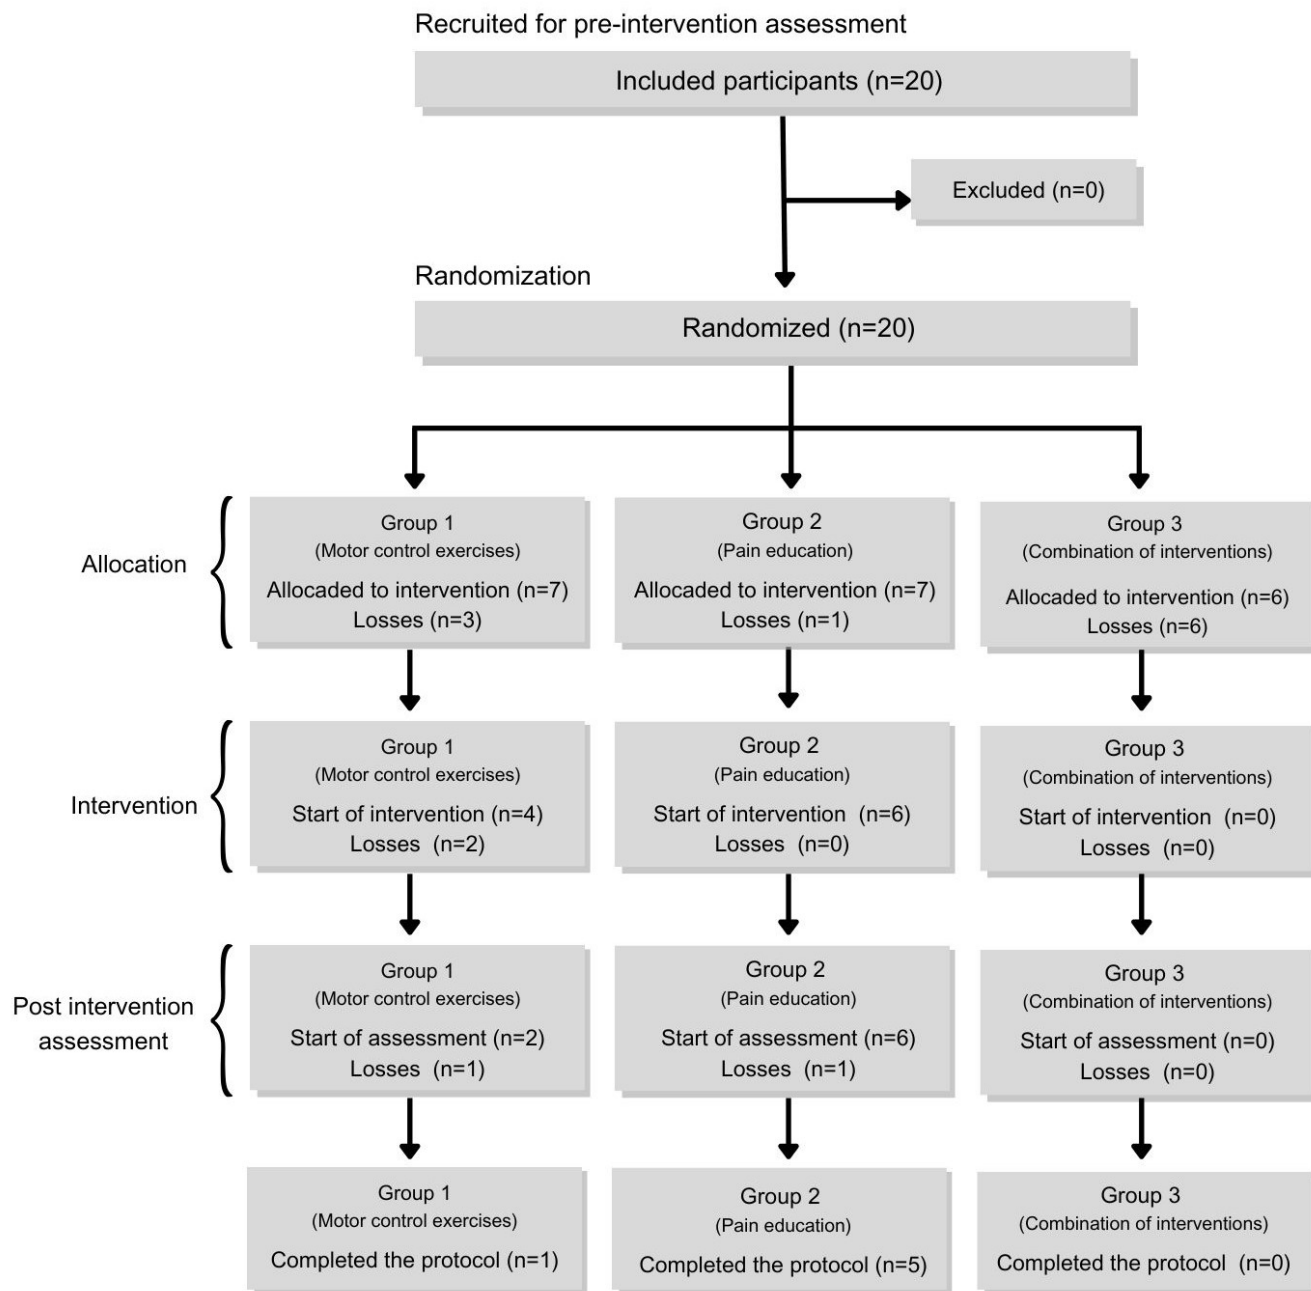 Recruited for pre-intervention assessment
Included participants (n=20)
Excluded (n=0)
Randomization
Randomized (n=20)
Allocation
Group 1
(Motor control exercises)
Allocaded to intervention (n=7)
Losses (n=3)
Group 2
(Pain education)
Allocaded to intervention (n=7)
Losses (n=1)
Group 3
(Combination of interventions)
Allocaded to intervention (n=6)
Losses (n=6)
Intervention
Group 1
(Motor control exercises)
Start of intervention (n=4)
Losses (n=2)
Group 2
(Pain education)
Start of intervention (n=6)
Losses (n=0)
Group 3
(Combination of interventions)
Start of intervention (n=0)
Losses (n=0)
Post intervention
assessment
Group 1
(Motor control exercises)
Start of assessment (n=2)
Losses (n=1)
Group 2
(Pain education)
Start of assessment (n=6)
Losses (n=1)
Group 3
(Combination of interventions)
Start of assessment (n=0)
Losses (n=0)
Group 1
(Motor control exercises)
Completed the protocol (n=1)
Group 2
(Pain education)
Completed the protocol (n=5)
Group 3
(Combination of interventions)
Completed the protocol (n=0)